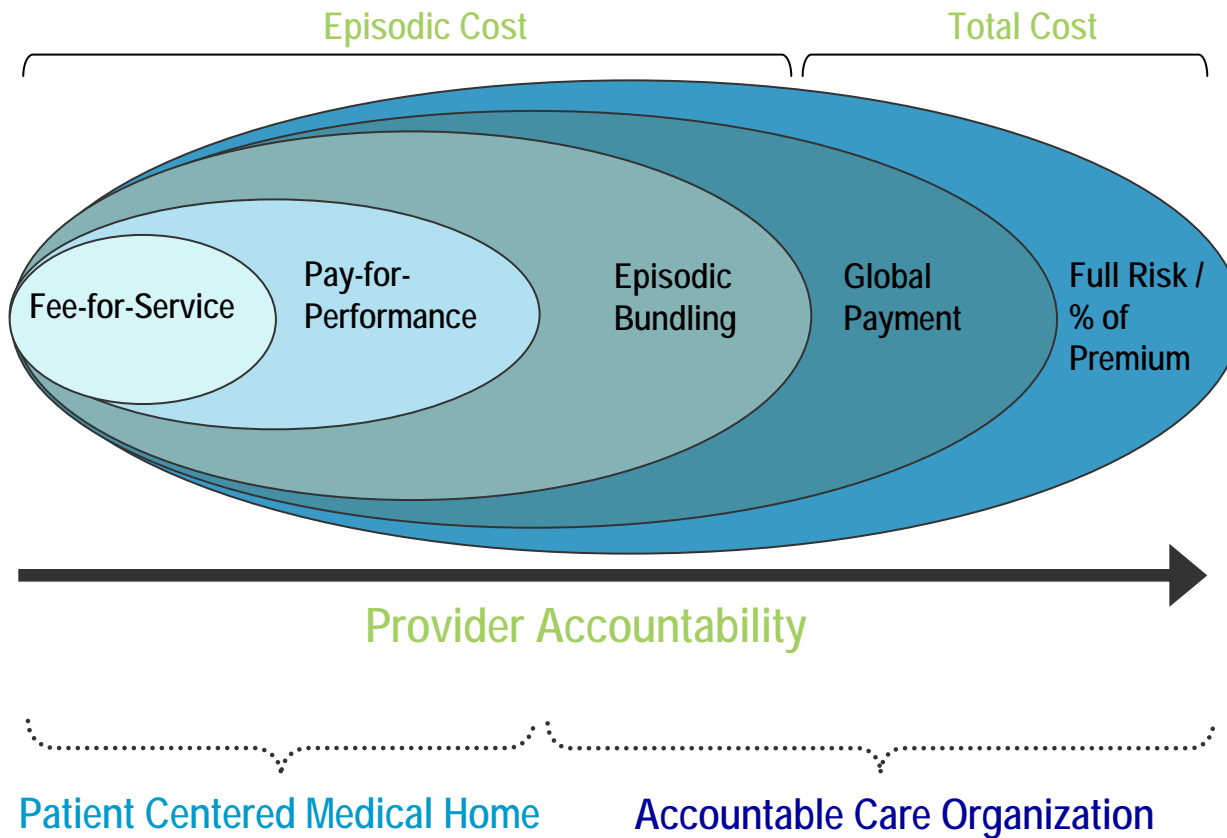 Episodic Cost
Total Cost
Fee-for-Service
Pay-for-
Performance
Episodic
Bundling
Global
Payment
Full Risk /
% of
Premium
Provider Accountability
Patient Centered Medical Home
Accountable Care Organization